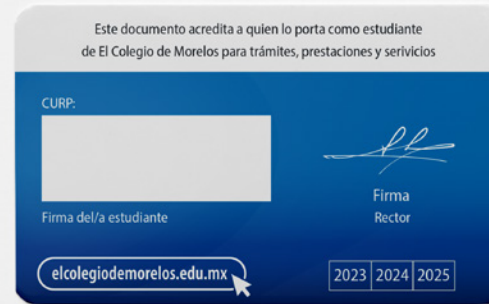 Este documento acredita a quien lo porta como estudiante
de El Colegio de Morelos para trámites, prestaciones y serivicios
CURP:
Firma
Firma del/a estudiante
Rector
elcolegiodemorelos.edu.mx
2023 2024 2025